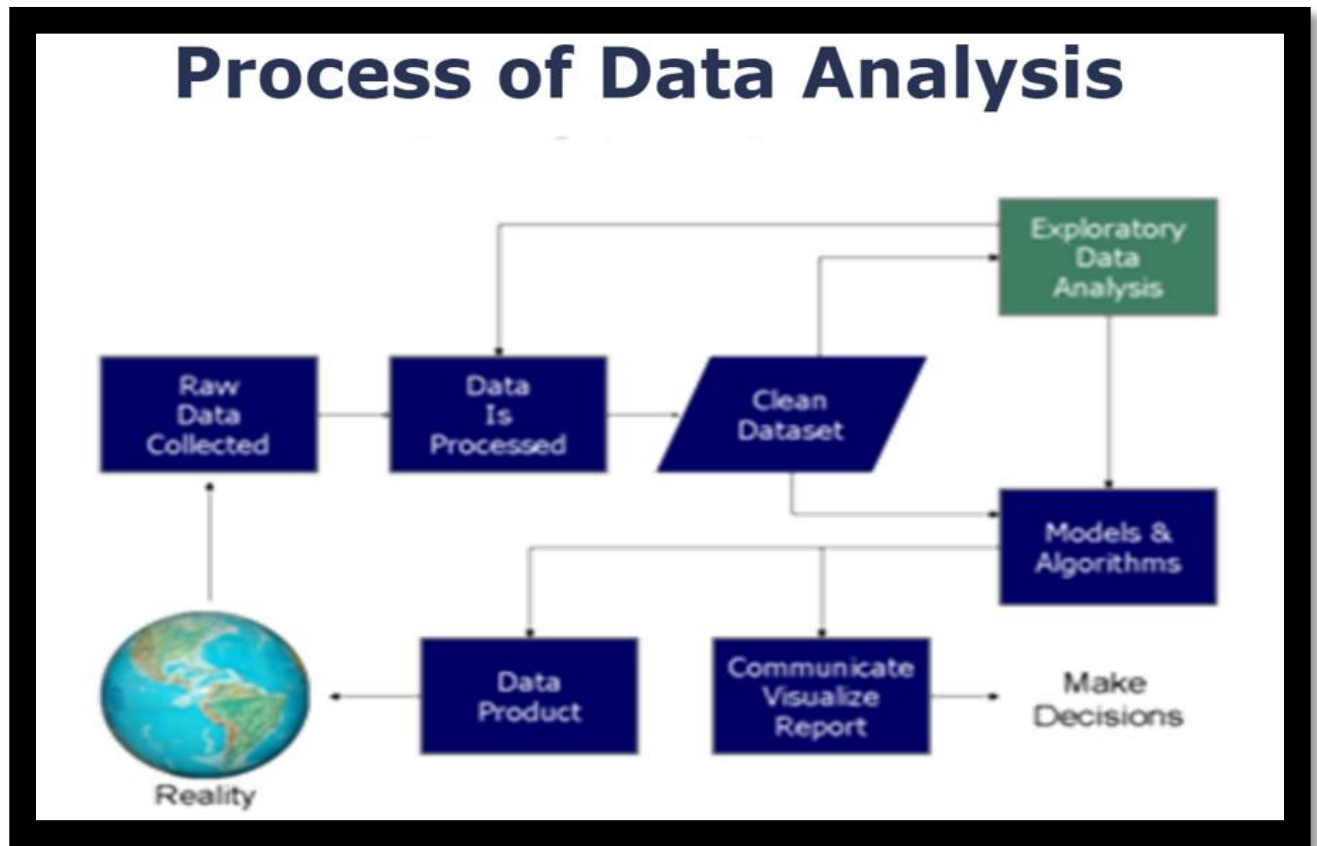 Process of Data Analysis
Exploratory
Data
Analysis
Raw
Data
Collected
Data
Is
Processed
Clean
Dataset
Models &
Algorithms
Data
Product
Communicate
Visualize
Report
Make
Decisions
Reality